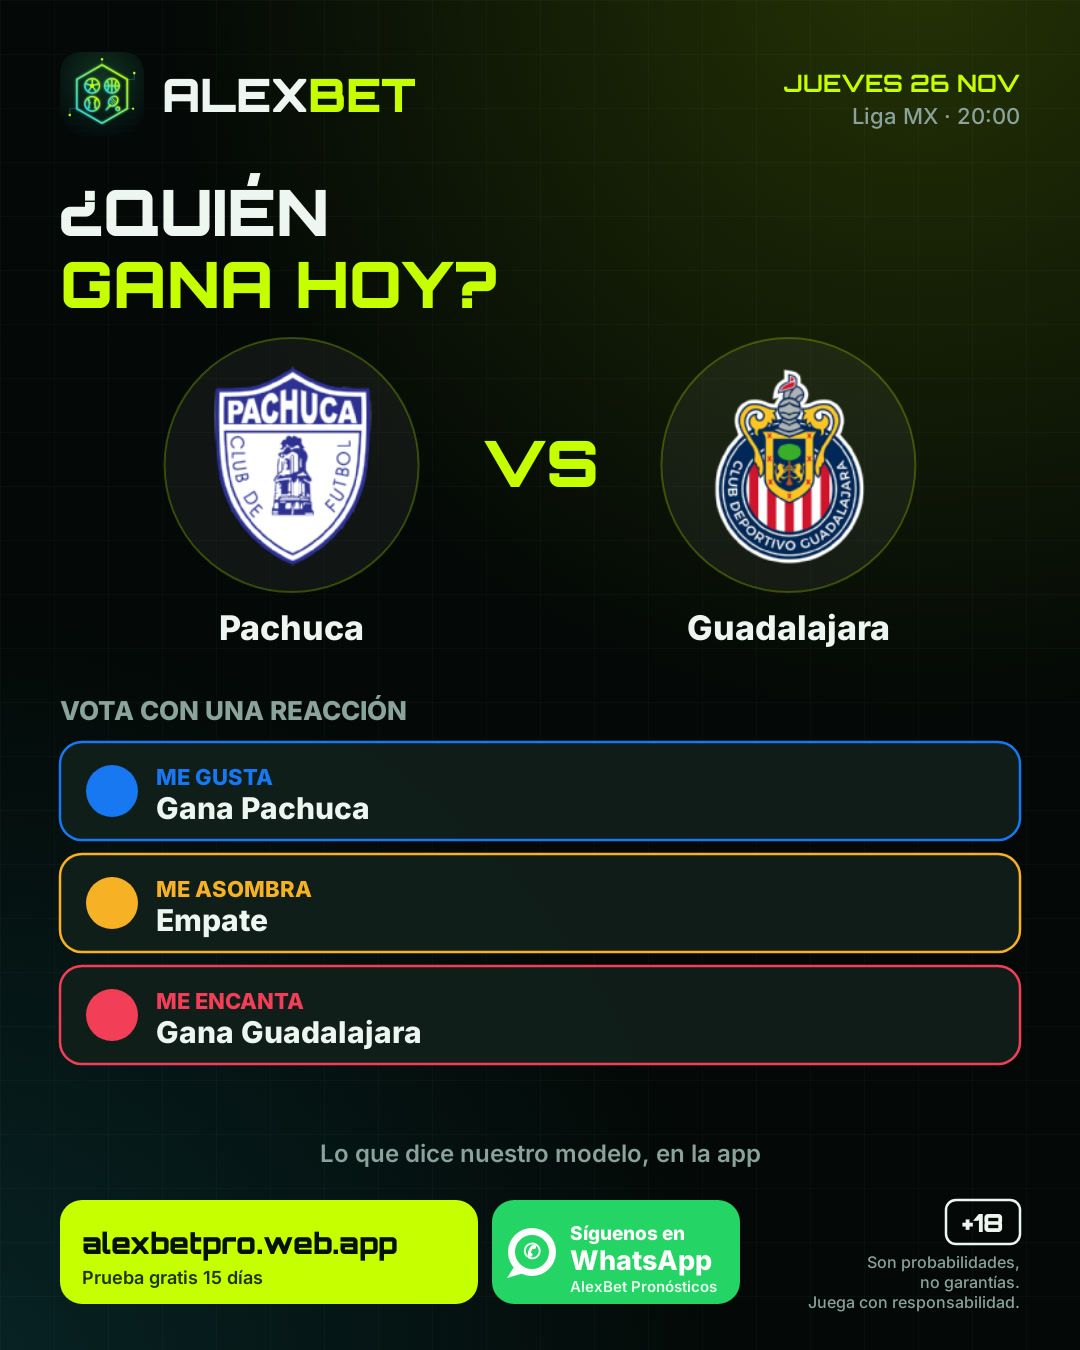 ALEXBET
JUEVES 26 NOV
Liga MX · 20:00
¿QUIÉN
GANA HOY?
PACHUCA
CLUB DE FUTBOL
VS
CLUB DEPORTIVO GUADALAJARA
Pachuca
Guadalajara
VOTA CON UNA REACCIÓN
ME GUSTA
Gana Pachuca
ME ASOMBRA
Empate
ME ENCANTA
Gana Guadalajara
Lo que dice nuestro modelo, en la app
alexbetpro.web.app
Prueba gratis 15 días
Síguenos en
WhatsApp
AlexBet Pronósticos
+18
Son probabilidades,
no garantías.
Juega con responsabilidad.